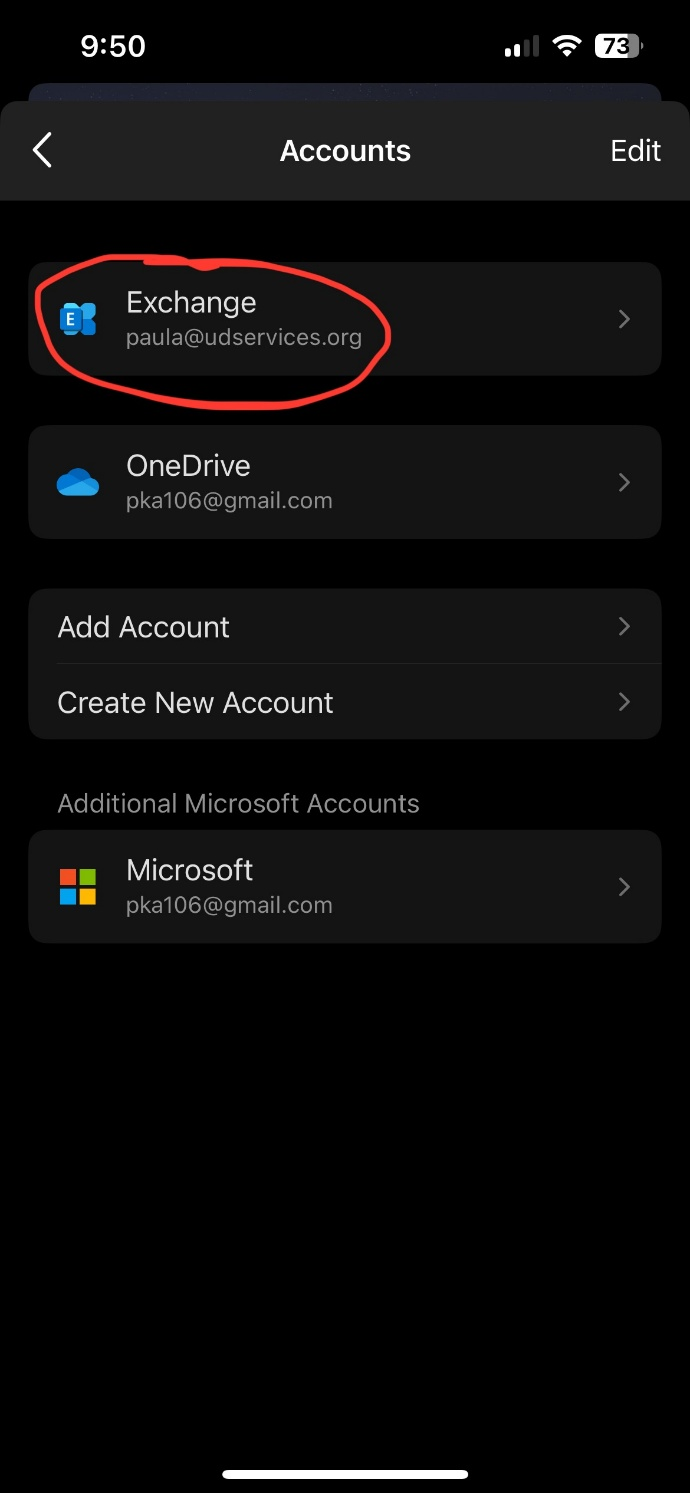 9:50
73
Accounts
Edit
E
Exchange
paula@udservices.org
OneDrive
pka106@gmail.com
Add Account
Create New Account
Additional Microsoft Accounts
Microsoft
pka106@gmail.com